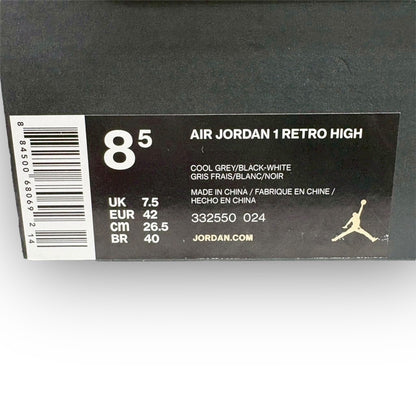 8 5
AIR JORDAN 1 RETRO HIGH
COOL GREY/BLACK-WHITE
GRIS FRAIS/BLANC/NOIR
MADE IN CHINA / FABRIQUE EN CHINE /
HECHO EN CHINA
332550 024
JORDAN.COM
UK 7.5
EUR 42
cm 26.5
BR 40
8 84500 68069 2 14